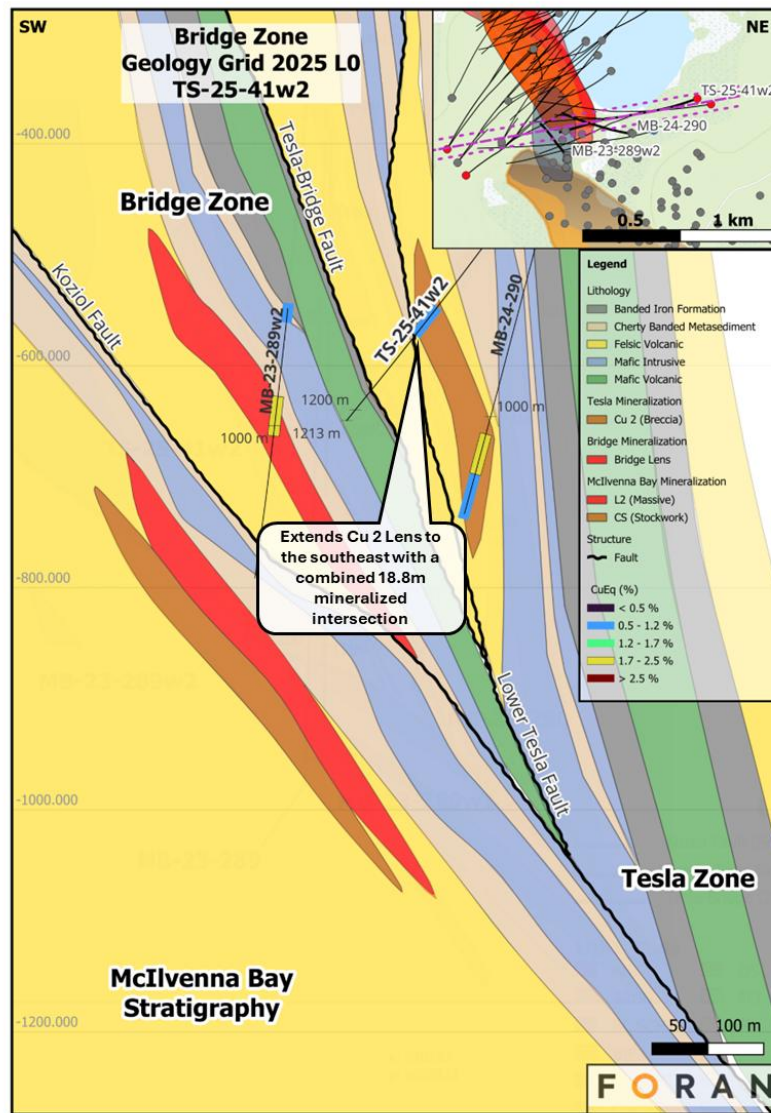 SW
Bridge Zone
Geology Grid 2025 L0
TS-25-41w2
NE
TS-25-41w2
MB-24-290
MB-23-289w2
0.5 1 km
-400.000
Bridge Zone
Tesla-Bridge Fault
Koziol Fault
MB-23-289w2
TS-25-41w2
MB-24-290
-600.000
1200 m
1000 m
1213 m
1000 m
Extends Cu 2 Lens to
the southeast with a
combined 18.8m
mineralized
intersection
-800.000
Lower Tesla Fault
-1000.000
Tesla Zone
McIlvenna Bay
Stratigraphy
-1200.000
Legend
Lithology
Banded Iron Formation
Cherty Banded Metasediment
Felsic Volcanic
Mafic Intrusive
Mafic Volcanic
Tesla Mineralization
Cu 2 (Breccia)
Bridge Mineralization
Bridge Lens
McIlvenna Bay Mineralization
L2 (Massive)
CS (Stockwork)
Structure
Fault
CuEq (%)
< 0.5 %
0.5 - 1.2 %
1.2 - 1.7 %
1.7 - 2.5 %
> 2.5 %
50 100 m
FORAN